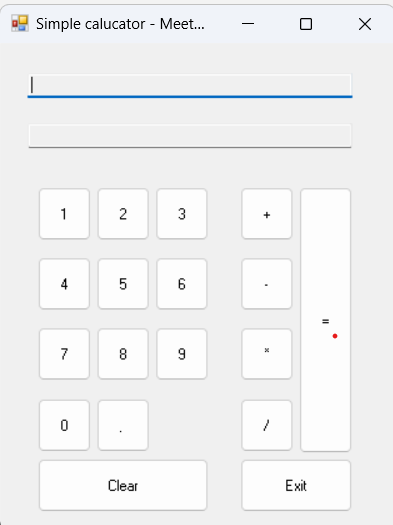 Simple calucator - Meet...
1 2 3 +
4 5 6 -
=
7 8 9 *
0 . /
Clear Exit